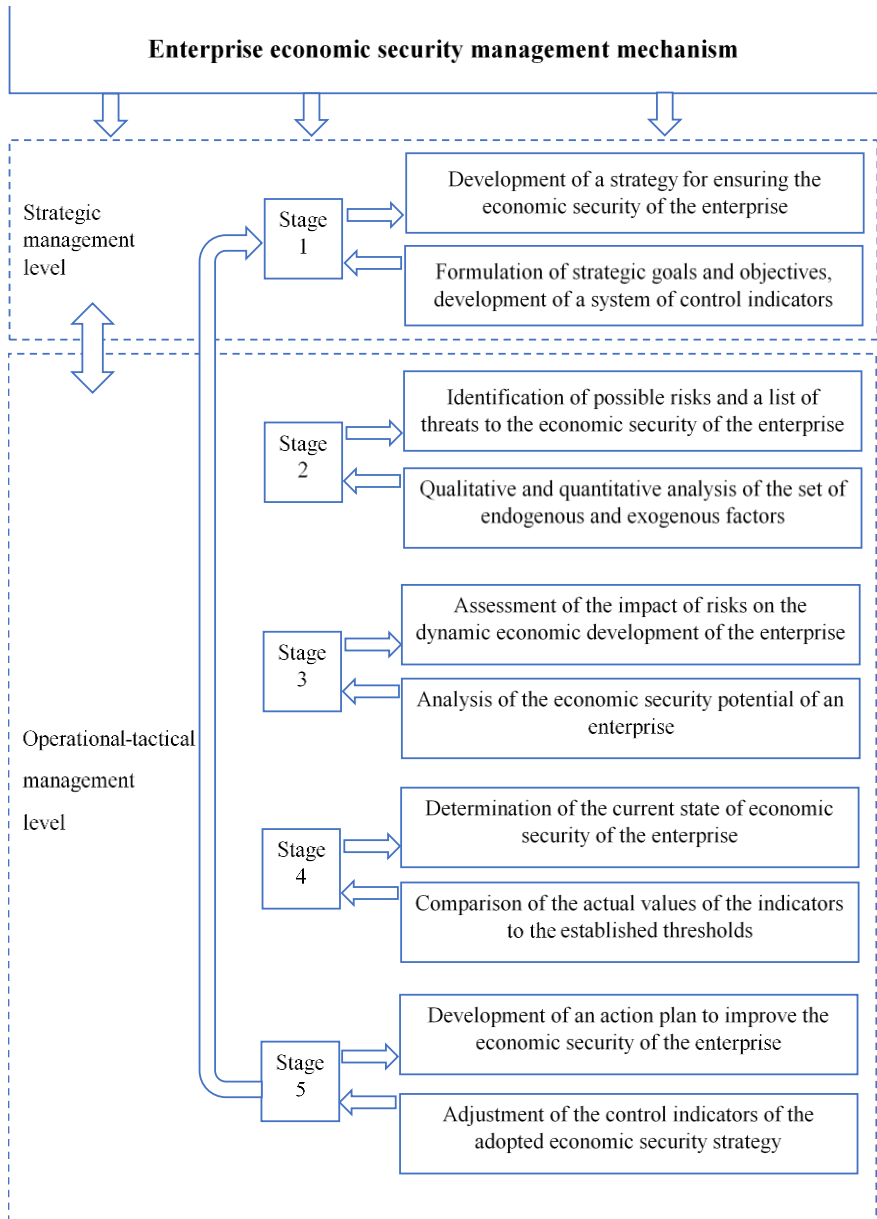 Enterprise economic security management mechanism
Strategic
management
level
Stage
1
Development of a strategy for ensuring the
economic security of the enterprise
Formulation of strategic goals and objectives,
development of a system of control indicators
Operational-tactical
management
level
Stage
2
Identification of possible risks and a list of
threats to the economic security of the enterprise
Qualitative and quantitative analysis of the set of
endogenous and exogenous factors
Stage
3
Assessment of the impact of risks on the
dynamic economic development of the enterprise
Analysis of the economic security potential of an
enterprise
Stage
4
Determination of the current state of economic
security of the enterprise
Comparison of the actual values of the indicators
to the established thresholds
Stage
5
Development of an action plan to improve the
economic security of the enterprise
Adjustment of the control indicators of the
adopted economic security strategy